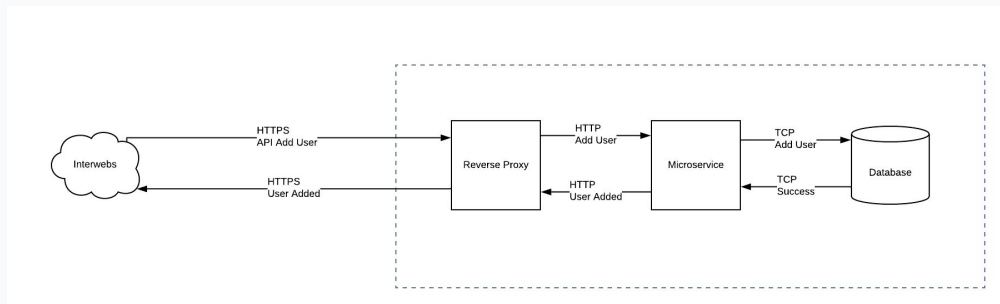 Interwebs
HTTPS
API Add User
HTTPS
User Added
Reverse Proxy
HTTP
Add User
HTTP
User Added
Microservice
TCP
Add User
TCP
Success
Database